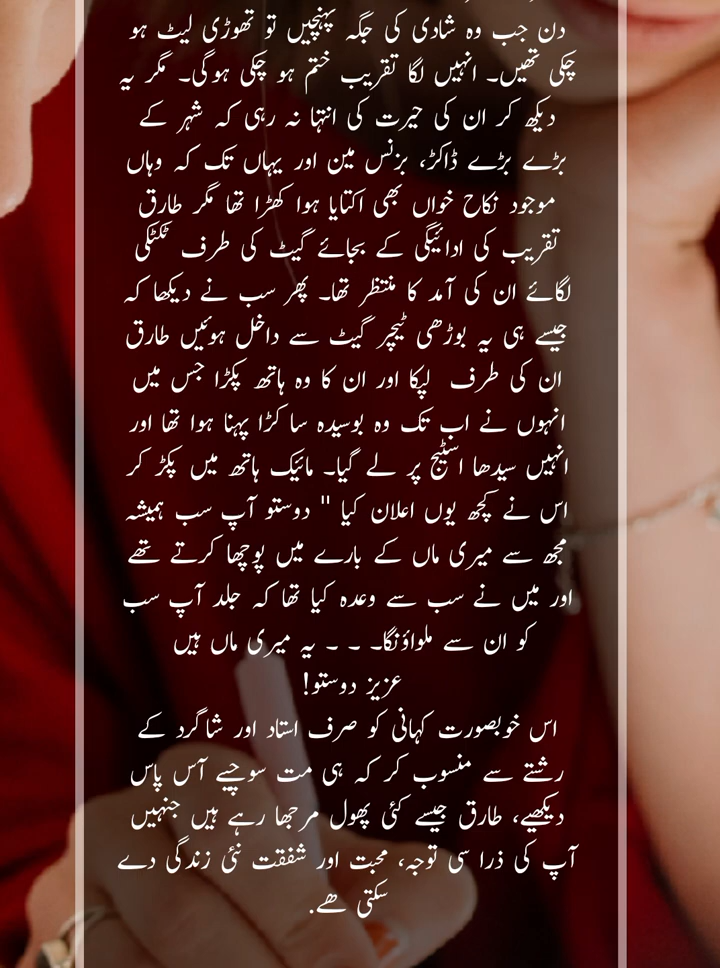 دن جب وہ شادی کی جگہ پہنچیں تو تھوڑی لیٹ ہو
چکی تھیں۔ انہیں لگا تقریب ختم ہو چکی ہوگی۔ مگر یہ
دیکھ کر ان کی حیرت کی انتہا نہ رہی کہ شہر کے
بڑے بڑے ڈاکڑ، بزنس مین اور یہاں تک کہ وہاں
موجود نکاح خواں بھی اکتایا ہوا کھڑا تھا مگر طارق
تقریب کی ادائیگی کے بجائے گیٹ کی طرف ٹکٹکی
لگائے ان کی آمد کا منتظر تھا۔ پھر سب نے دیکھا کہ
جیسے ہی یہ بوڑھی ٹیچر گیٹ سے داخل ہوئیں طارق
ان کی طرف لپکا اور ان کا وہ ہاتھ پکڑا جس میں
انہوں نے اب تک وہ بوسیدہ سا کڑا پہنا ہوا تھا اور
انہیں سیدھا اسٹیج پر لے گیا۔ مائیک ہاتھ میں پکڑ کر
اس نے کچھ یوں اعلان کیا " دوستو آپ سب ہمیشہ
مجھ سے میری ماں کے بارے میں پوچھا کرتے تھے
اور میں نے سب سے وعدہ کیا تھا کہ جلد آپ سب
کو ان سے ملواؤنگا۔ ۔ ۔ یہ میری ماں ہیں
عزیز دوستو!
اس خوبصورت کہانی کو صرف استاد اور شاگرد کے
رشتے سے منسوب کر کہ ہی مت سوچیے آس پاس
دیکھیے، طارق جیسے کئی پھول مرجھا رہے ہیں جنہیں
آپ کی ذرا سی توجہ، محبت اور شفقت نئی زندگی دے
سکتی ھے.